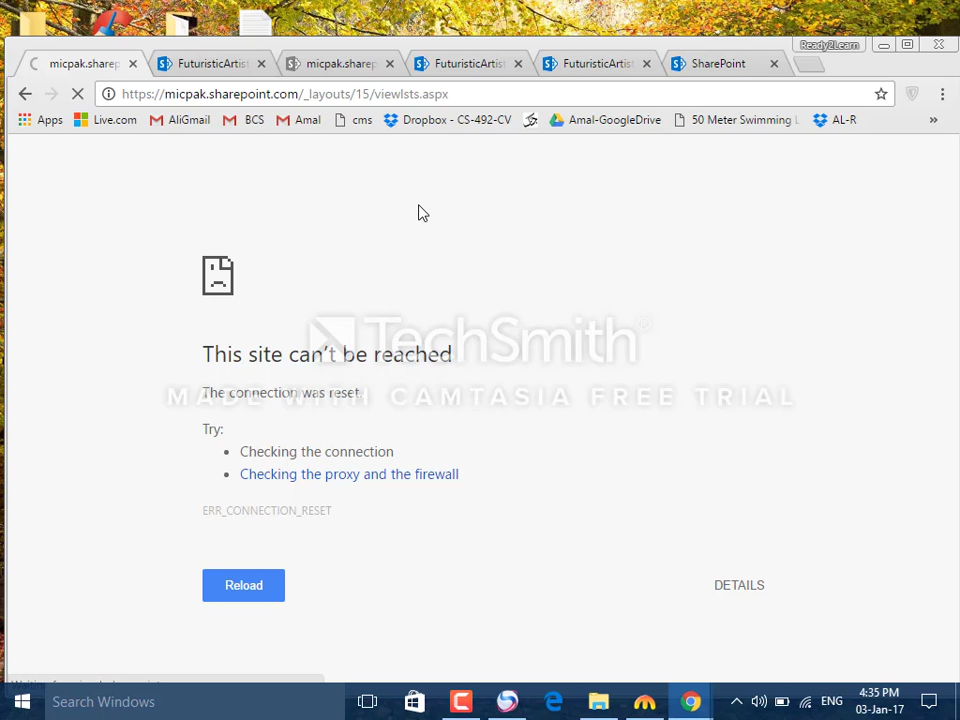 Ready2Learn
micpak.sharep
FuturisticArtist
micpak.sharep
FuturisticArtis
FuturisticArtis
SharePoint
https://micpak.sharepoint.com/_layouts/15/viewlsts.aspx
Apps
Live.com
AliGmail
BCS
Amal
cms
Dropbox - CS-492-CV
Amal-GoogleDrive
50 Meter Swimming
AL-R
»
This site can't be reached
TechSmith®
The connection was reset.
MADE WITH CAMTASIA FREE TRIAL
Try:
• Checking the connection
• Checking the proxy and the firewall
ERR_CONNECTION_RESET
Reload
DETAILS
Search Windows
ENG
4:35 PM
03-Jan-17